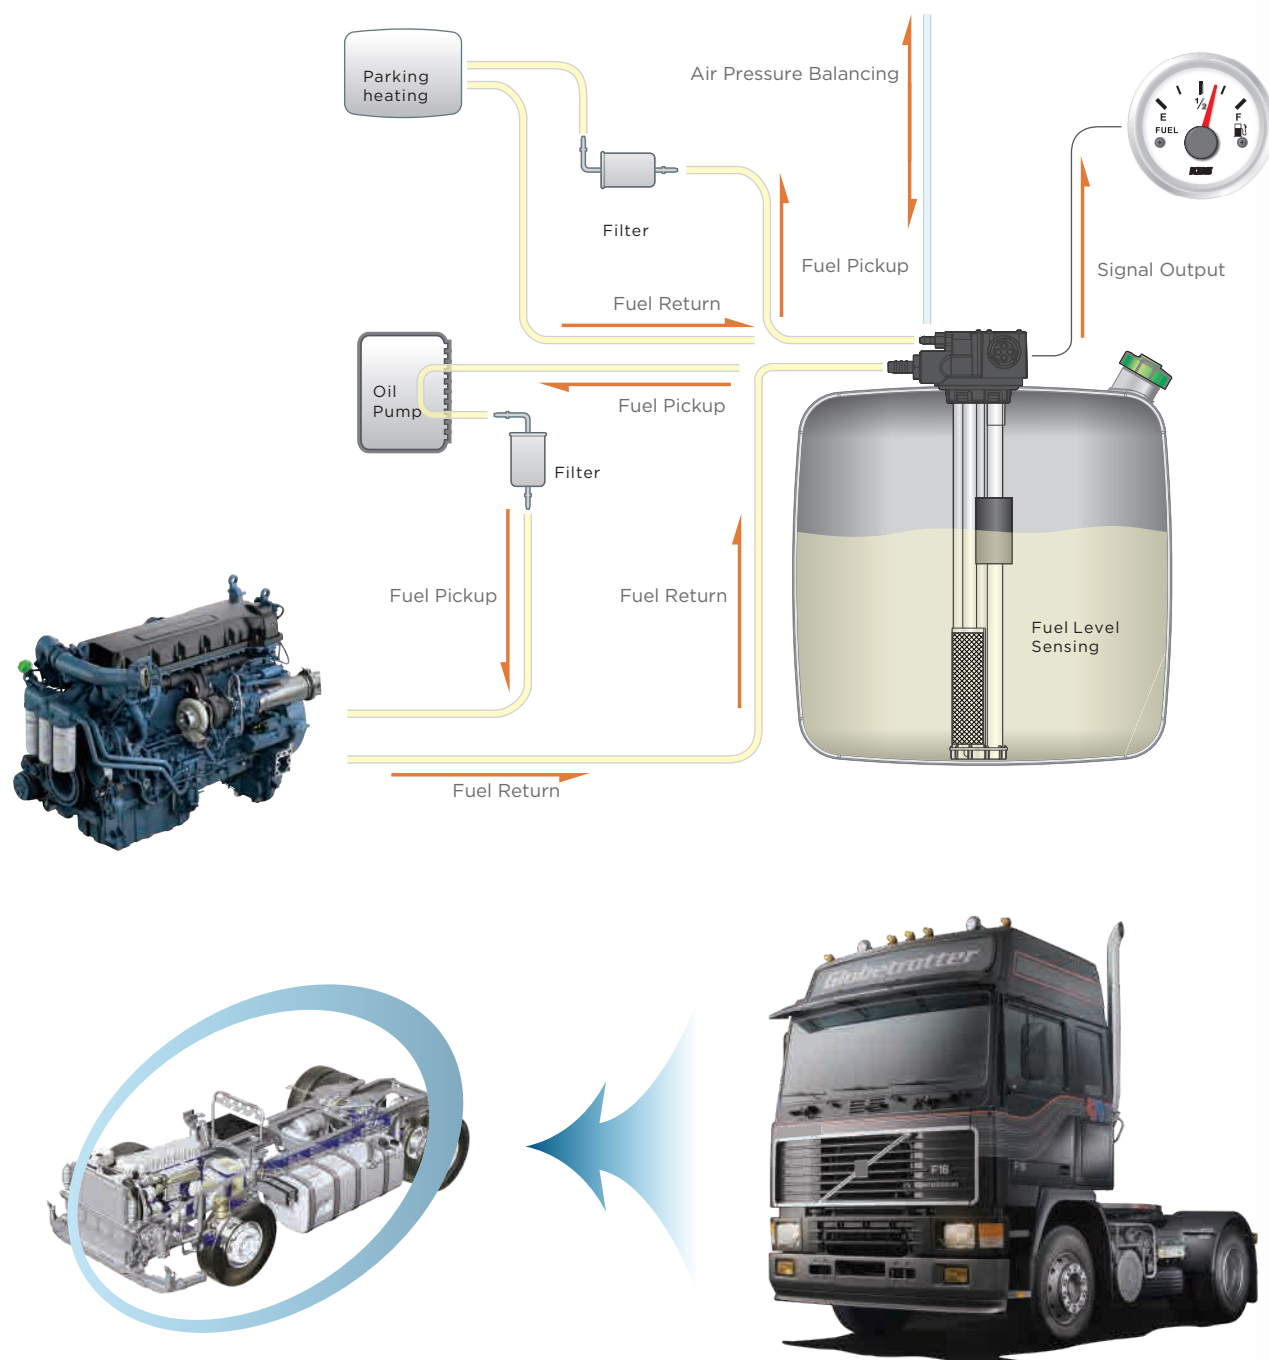 Parking
heating
Air Pressure Balancing
1/2
E
F
FUEL
KUS
Filter
Fuel Pickup
Signal Output
Fuel Return
Oil
Pump
Fuel Pickup
Filter
Fuel Pickup
Fuel Return
Fuel Level
Sensing
Fuel Return
Globetrotter
F16